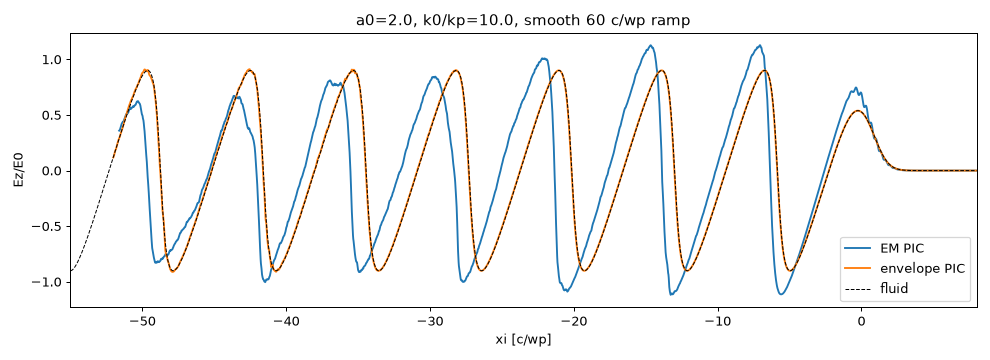 a0=2.0, k0/kp=10.0, smooth 60 c/wp ramp
Ez/E0
1.0
0.5
0.0
−0.5
−1.0
EM PIC
envelope PIC
fluid
−50
−40
−30
−20
−10
0
xi [c/wp]